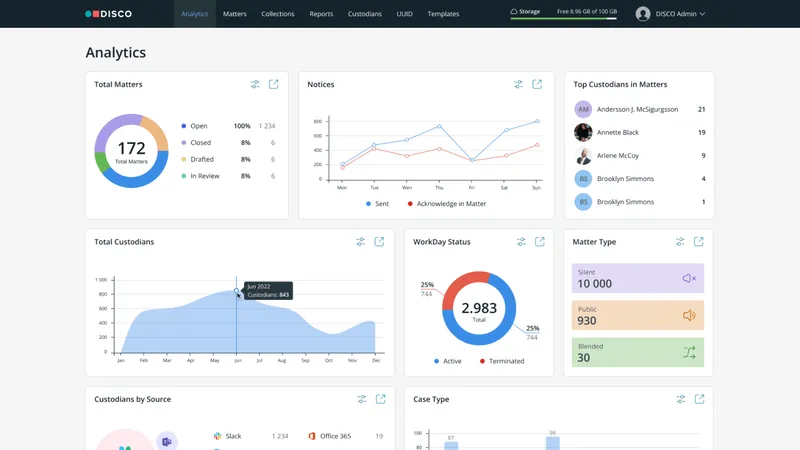 DISCO
Analytics Matters Collections Reports Custodians UUID Templates
Storage Free 8.96 GB of 100 GB
DISCO Admin
Analytics
Total Matters
172
Total Matters
Open 100% 1 234
Closed 8% 6
Drafted 8% 6
In Review 8% 6
Notices
800
600
400
200
0
Mon Tue Wen Thu Fri Sat Sun
Sent Acknowledge in Matter
Top Custodians in Matters
AM Andersson J. McSigurgsson 21
Annette Black 19
Arlene McCoy 9
BS Brooklyn Simmons 4
BS Brooklyn Simmons 1
Total Custodians
1 000
800
600
400
200
0
Jun 2022
Custodians: 843
Jan Feb Mar Apr May Jun Jul Aug Sep Oct Nov Dec
WorkDay Status
25%
744
2.983
Total
25%
744
Active Terminated
Matter Type
Silent
10 000
Public
930
Blended
30
Custodians by Source
Slack 1 234 Office 365 19
Case Type
100
80
87
96